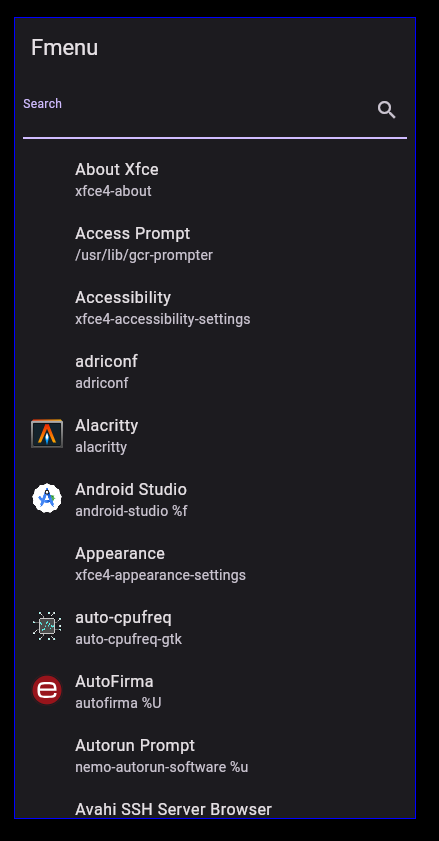 Fmenu
Search
About Xfce
xfce4-about
Access Prompt
/usr/lib/gcr-prompter
Accessibility
xfce4-accessibility-settings
adriconf
adriconf
Alacritty
alacritty
Android Studio
android-studio %f
Appearance
xfce4-appearance-settings
auto-cpufreq
auto-cpufreq-gtk
AutoFirma
autofirma %U
Autorun Prompt
nemo-autorun-software %u
Avahi SSH Server Browser